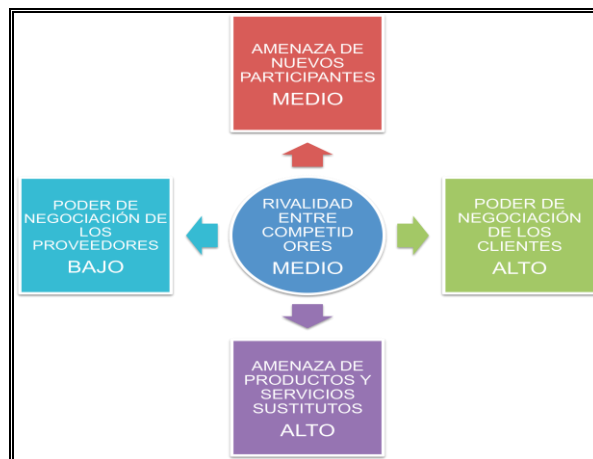 AMENAZA DE
NUEVOS
PARTICIPANTES
MEDIO
PODER DE
NEGOCIACIÓN DE
LOS
PROVEEDORES
BAJO
RIVALIDAD
ENTRE
COMPETID
ORES
MEDIO
PODER DE
NEGOCIACIÓN
DE LOS
CLIENTES
ALTO
AMENAZA DE
PRODUCTOS Y
SERVICIOS
SUSTITUTOS
ALTO